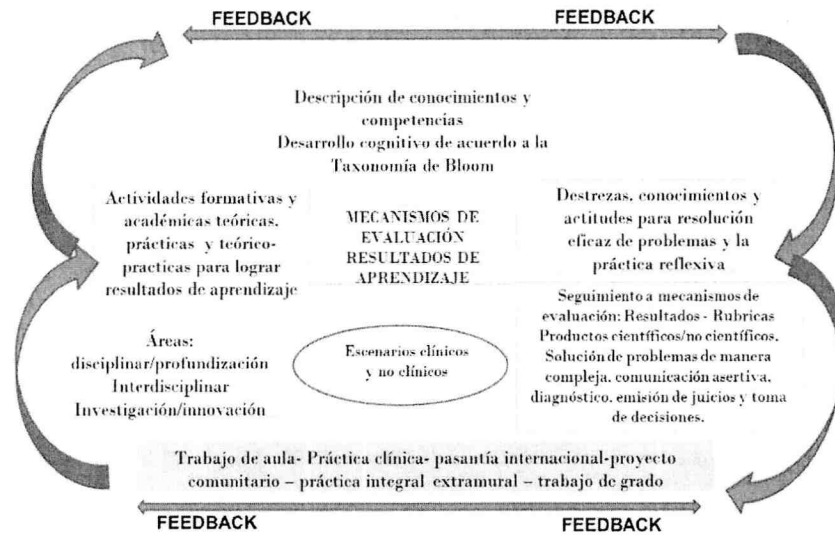 FEEDBACK FEEDBACK
Descripción de conocimientos y
competencias
Desarrollo cognitivo de acuerdo a la
Taxonomía de Bloom
Actividades formativas y
académicas teóricas.
prácticas y teórico-
practicas para lograr
resultados de aprendizaje
MECANISMOS DE
EVALUACIÓN
RESULTADOS DE
APRENDIZAJE
Destrezas. conocimientos y
actitudes para resolución
eficaz de problemas y la
práctica reflexiva
Áreas:
disciplinar/profundización
Interdisciplinar
Investigación/innovación
Escenarios clínicos
y no clínicos
Seguimiento a mecanismos de
evaluación: Resultados - Rubricas
Productos científicos/no científicos.
Solución de problemas de manera
compleja. comunicación asertiva.
diagnóstico. emisión de juicios y toma
de decisiones.
Trabajo de aula- Práctica clínica- pasantía internacional-proyecto
comunitario – práctica integral extramural – trabajo de grado
FEEDBACK FEEDBACK